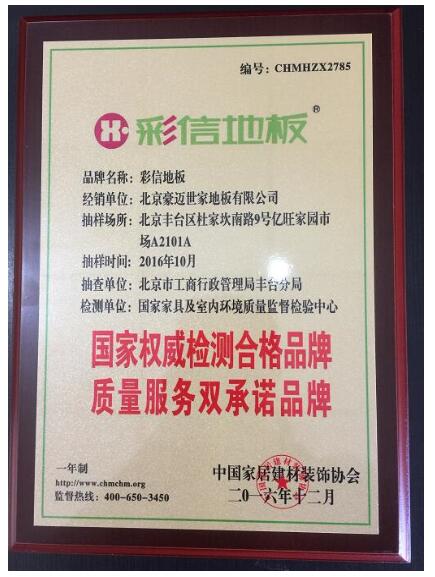 编号：CHMHZX2785
彩信地板®
品牌名称：彩信地板
经销单位：北京豪迈世家地板有限公司
抽样场所：北京丰台区杜家坎南路9号亿旺家园市
场A2101A
抽样时间：2016年10月
抽查单位：北京市工商行政管理局丰台分局
检测单位：国家家具及室内环境质量监督检验中心
国家权威检测合格品牌
质量服务双承诺品牌
一年制
http://www.chmchm.org
监督热线：400-650-3450
中国家居建材装饰协会
二〇一六年十二月